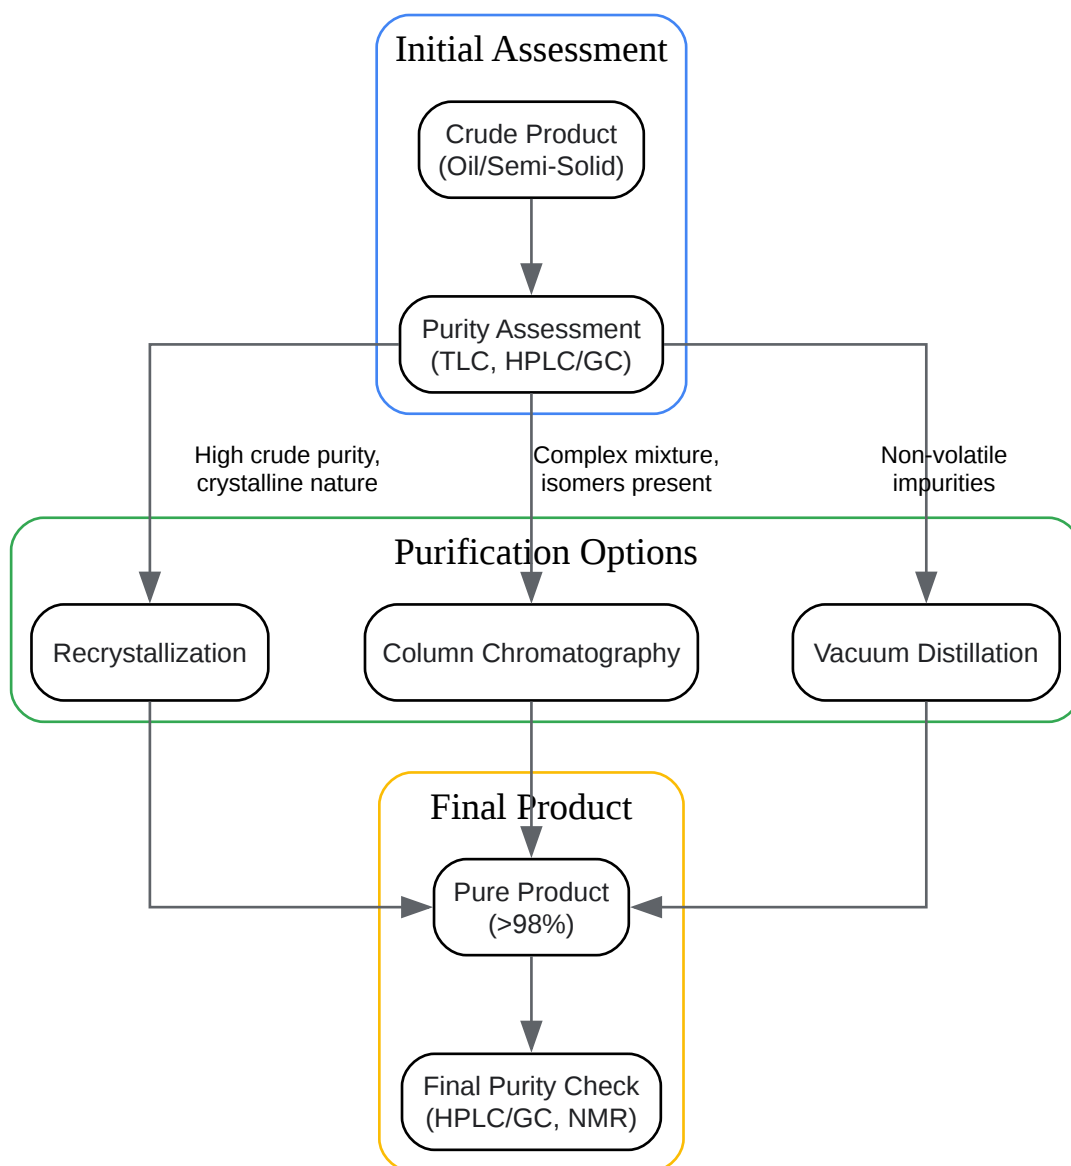 Initial Assessment
Crude Product
(Oil/Semi-Solid)
Purity Assessment
(TLC, HPLC/GC)
High crude purity,
crystalline nature
Complex mixture,
isomers present
Non-volatile
impurities
Purification Options
Recrystallization
Column Chromatography
Vacuum Distillation
Final Product
Pure Product
(>98%)
Final Purity Check
(HPLC/GC, NMR)